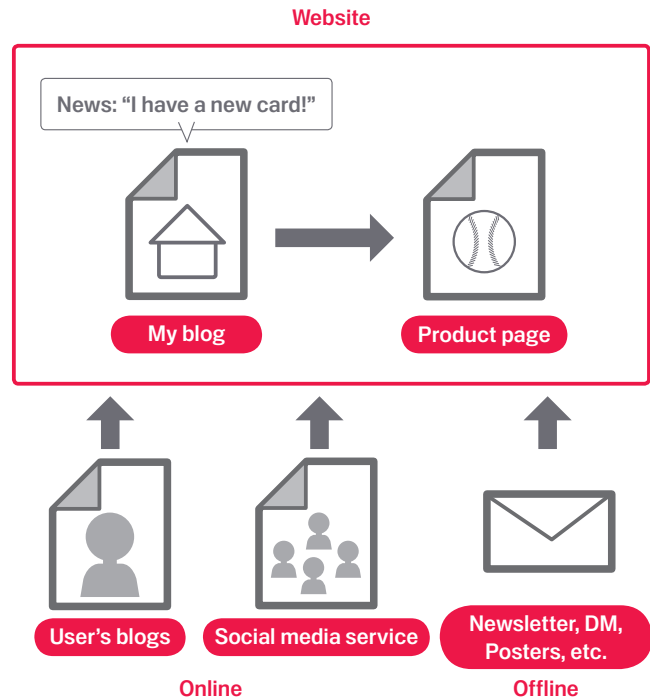 Website
News: “I have a new card!”
My blog
Product page
User's blogs
Social media service
Newsletter, DM,
Posters, etc.
Online
Offline